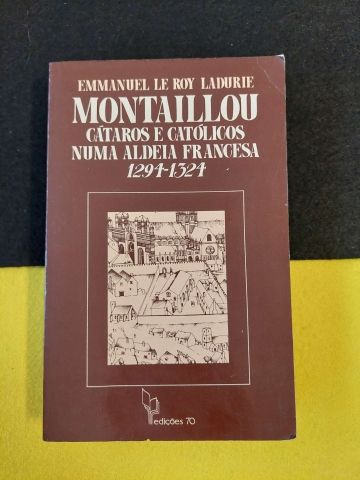 EMMANUEL LE ROY LADURIE
MONTAILLOU
CÁTAROS E CATÓLICOS
NUMA ALDEIA FRANCESA
1294-1324
edições 70